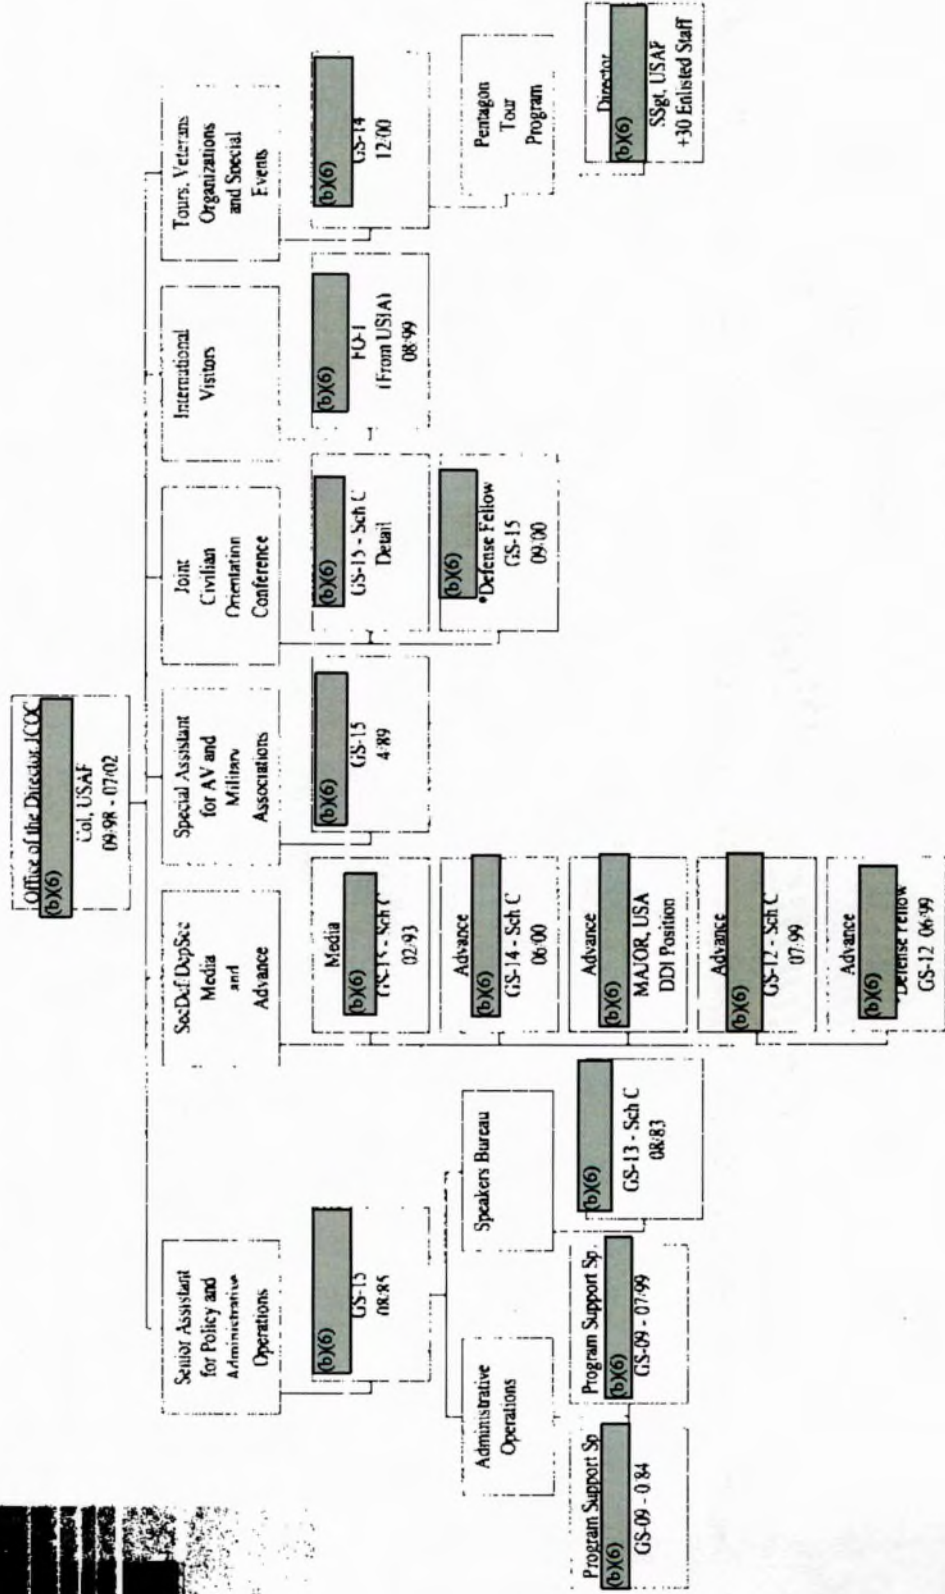 Office of the Director, JCOC
(b)(6)
Col, USAF
09/98 - 07/02
Senior Assistant
for Policy and
Administrative
Operations
(b)(6)
GS-15
08/85
Administrative
Operations
Program Support Sp
(b)(6)
GS-09 - 0/84
Program Support Sp.
(b)(6)
GS-09 - 07/99
Speakers Bureau
(b)(6)
GS-13 - Sch C
08/83
SecDef/DepSec
Media
and
Advance
Media
(b)(6)
GS-15 - Sch C
02/93
Advance
(b)(6)
GS-14 - Sch C
06/00
Advance
(b)(6)
MAJOR, USA
DDI Position
Advance
(b)(6)
GS-12 - Sch C
07/99
Advance
(b)(6)
*Defense Fellow
GS-12 06/99
Special Assistant
for AV and
Military
Associations
(b)(6)
GS-15
4/89
Joint
Civilian
Orientation
Conference
(b)(6)
GS-15 - Sch C
Detail
(b)(6)
*Defense Fellow
GS-15
09/00
International
Visitors
(b)(6)
FO-1
(From USIA)
08/99
Tours, Veterans
Organizations
and Special
Events
(b)(6)
GS-14
12/00
Pentagon
Tour
Program
Director
(b)(6)
SSgt, USAF
+30 Enlisted Staff